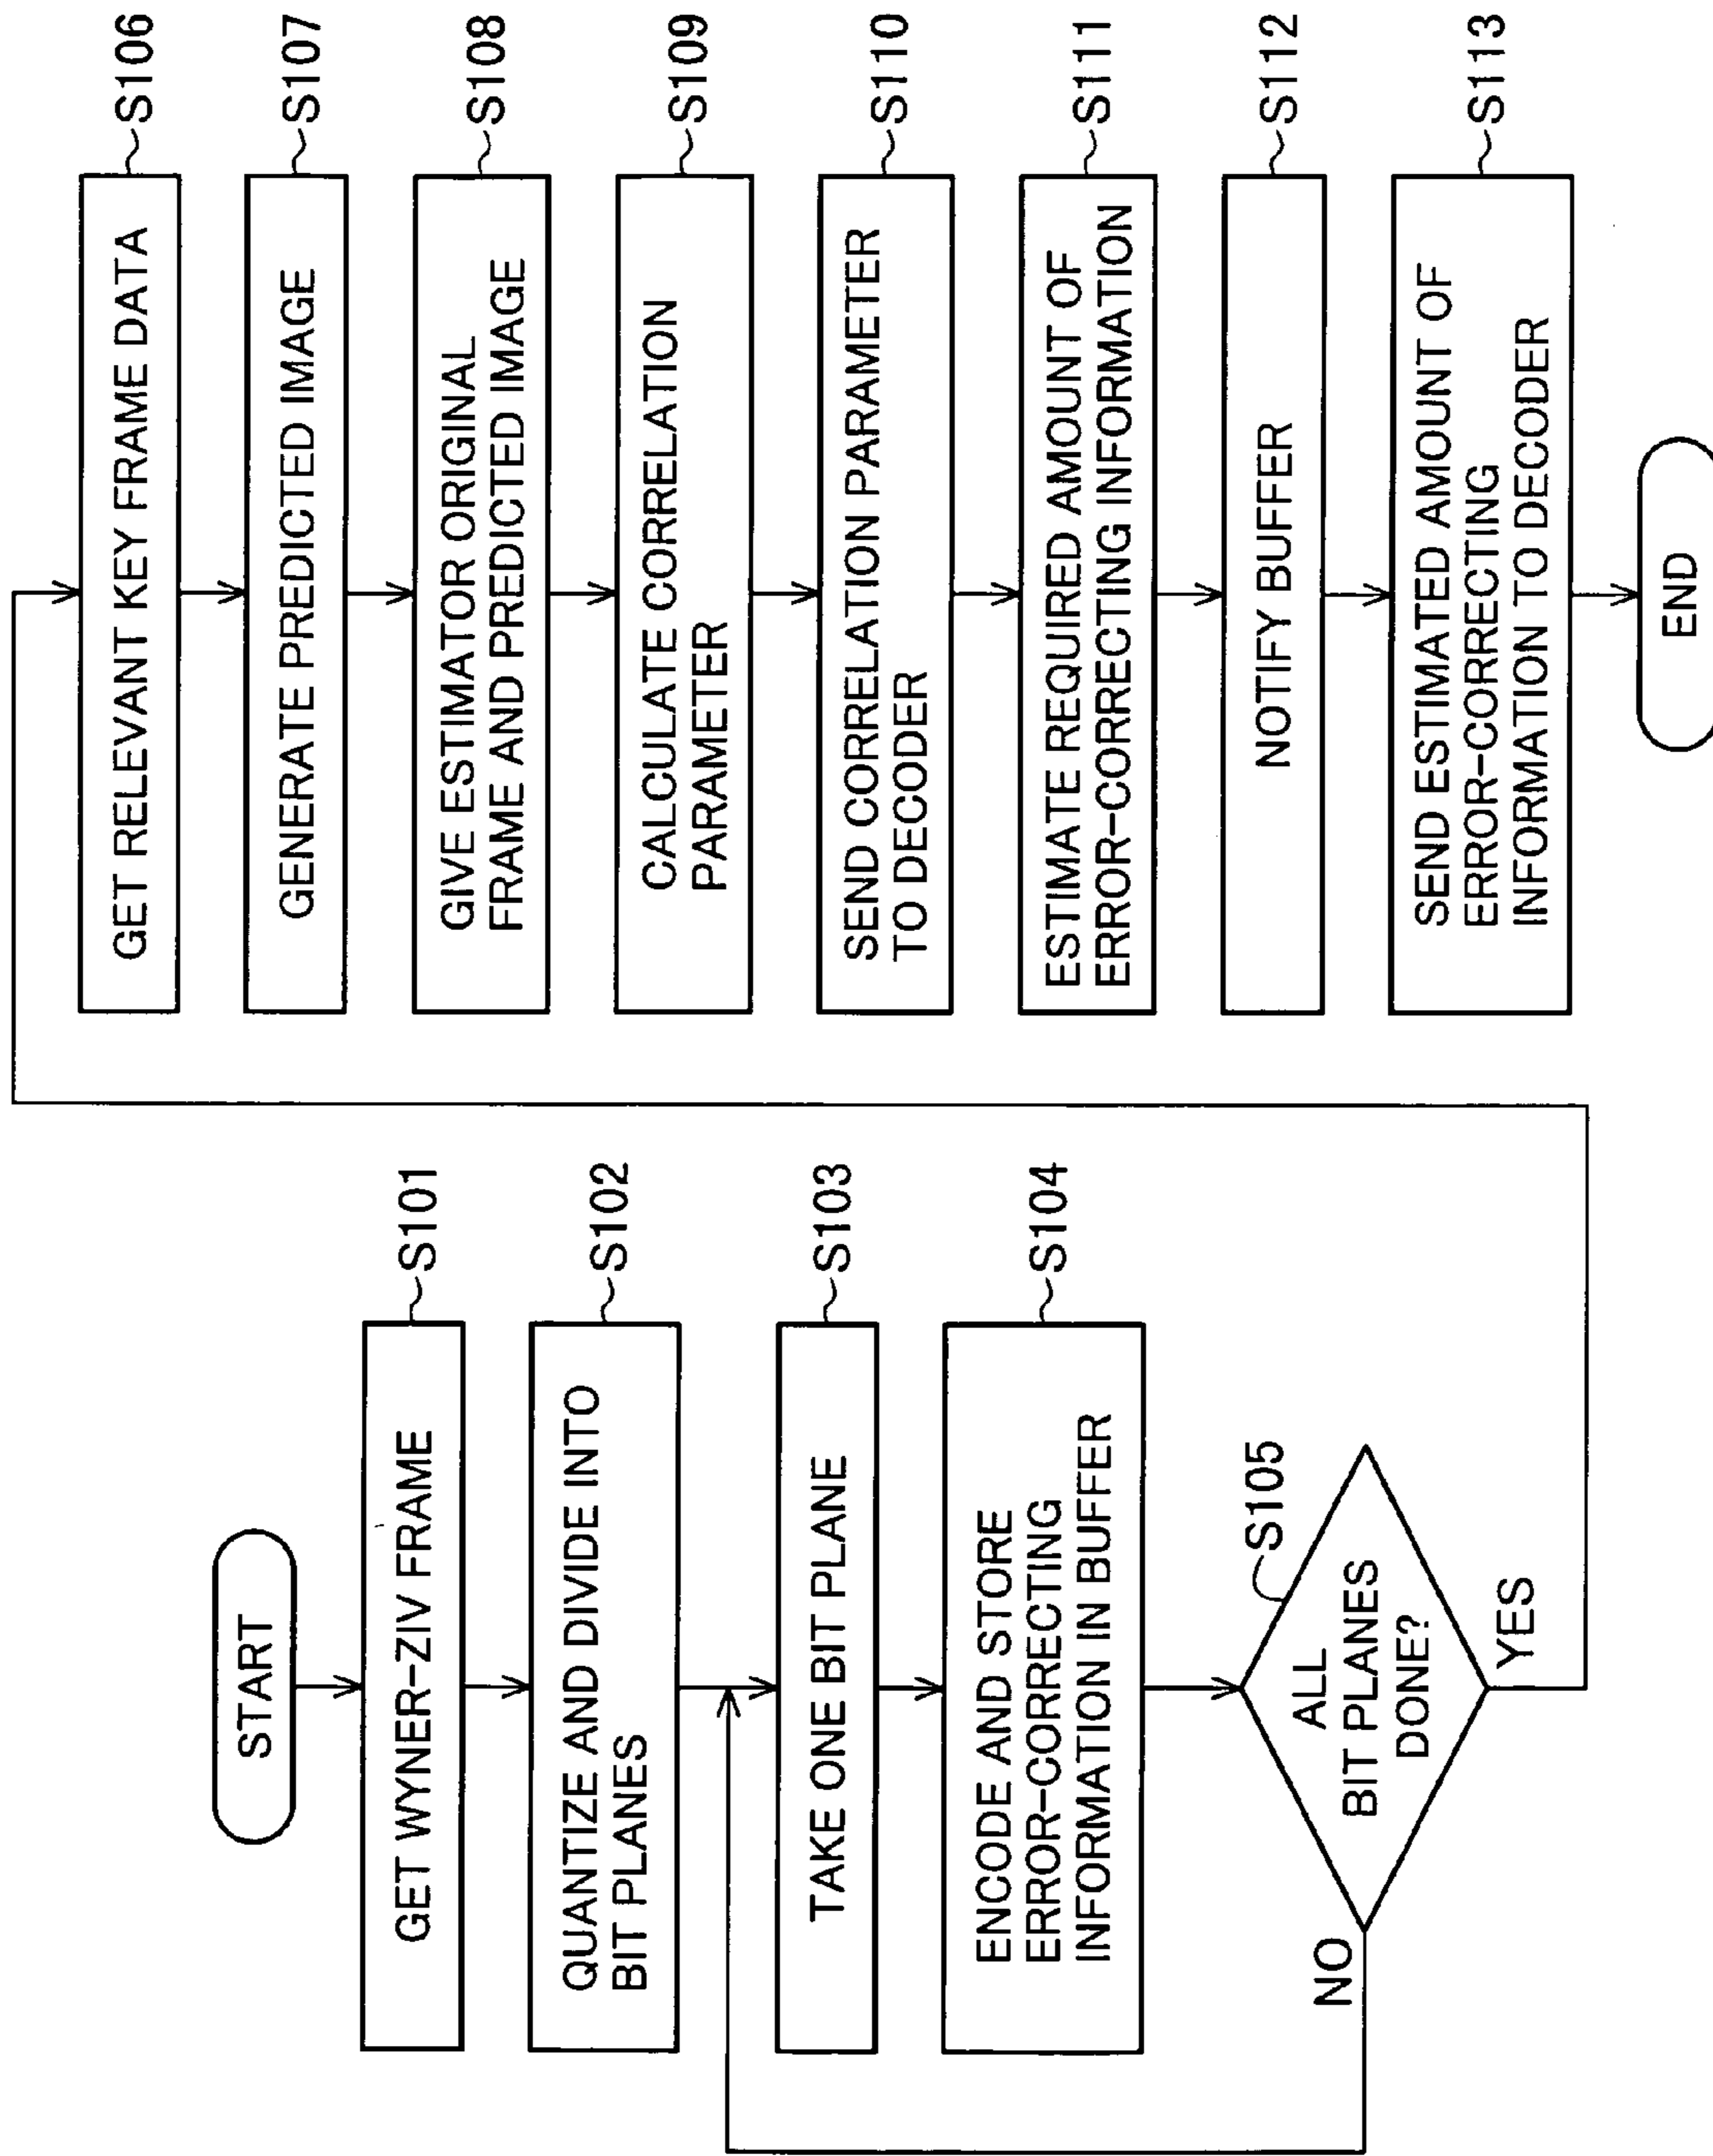 START
GET WYNER-ZIV FRAME
S101
QUANTIZE AND DIVIDE INTO
BIT PLANES
S102
TAKE ONE BIT PLANE
S103
ENCODE AND STORE
ERROR-CORRECTING
INFORMATION IN BUFFER
S104
ALL
BIT PLANES
DONE?
S105
NO
YES
GET RELEVANT KEY FRAME DATA
S106
GENERATE PREDICTED IMAGE
S107
GIVE ESTIMATOR ORIGINAL
FRAME AND PREDICTED IMAGE
S108
CALCULATE CORRELATION
PARAMETER
S109
SEND CORRELATION PARAMETER
TO DECODER
S110
ESTIMATE REQUIRED AMOUNT OF
ERROR-CORRECTING INFORMATION
S111
NOTIFY BUFFER
S112
SEND ESTIMATED AMOUNT OF
ERROR-CORRECTING
INFORMATION TO DECODER
S113
END